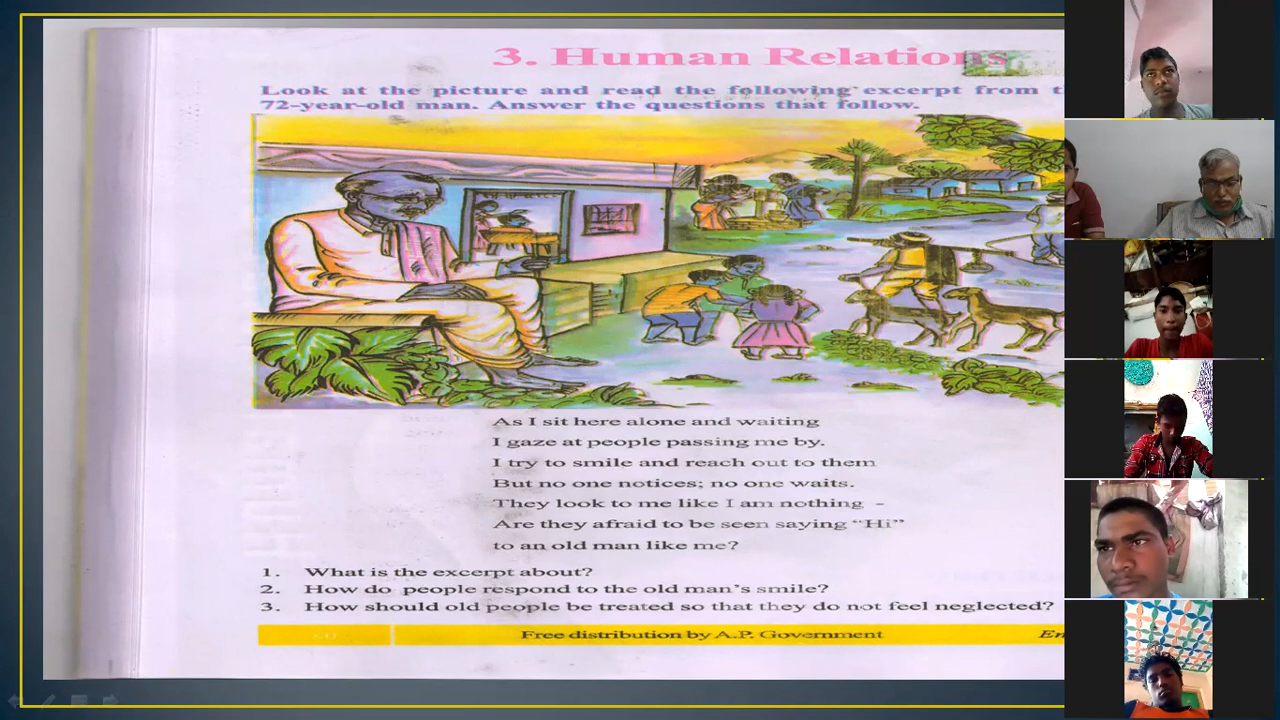 3. Human Relations
Look at the picture and read the following excerpt from
72-year-old man. Answer the questions that follow.
As I sit here alone and waiting
I gaze at people passing me by.
I try to smile and reach out to them
But no one notices; no one waits.
They look to me like I am nothing -
Are they afraid to be seen saying "Hi"
to an old man like me?
1. What is the excerpt about?
2. How do people respond to the old man's smile?
3. How should old people be treated so that they do not feel neglected?
Free distribution by A.P. Government